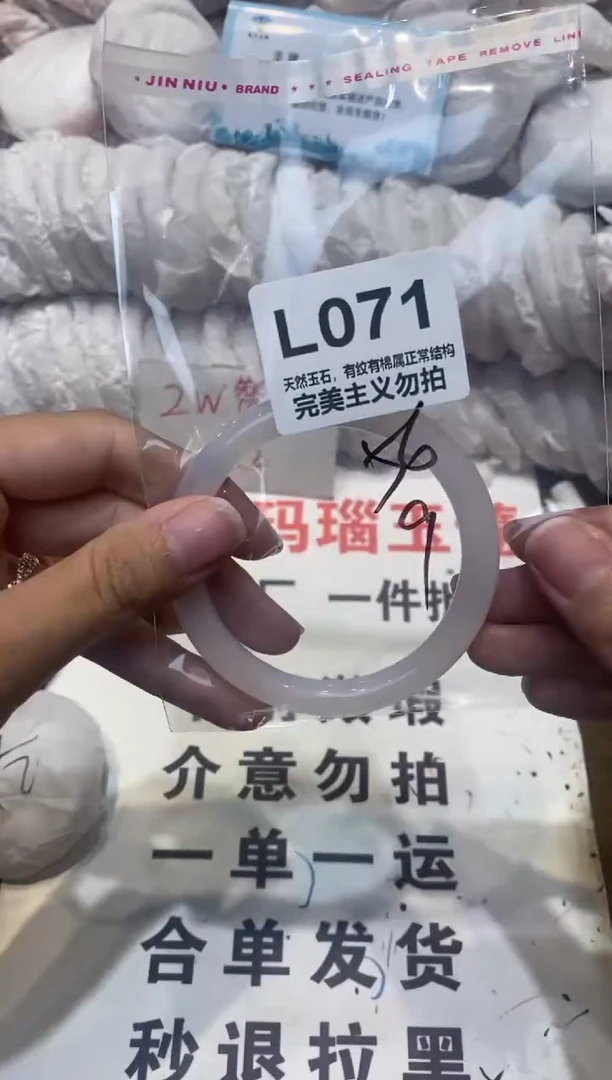 • JIN NIU • BRAND ★ ★ ★ SEALING TAPE REMOVE LIN
L071
天然玉石，有纹有棉属正常结构
完美主义勿拍
2W
玛瑙玉
一件
瑕
介意勿拍
一单一运
合单发货
秒退拉黑